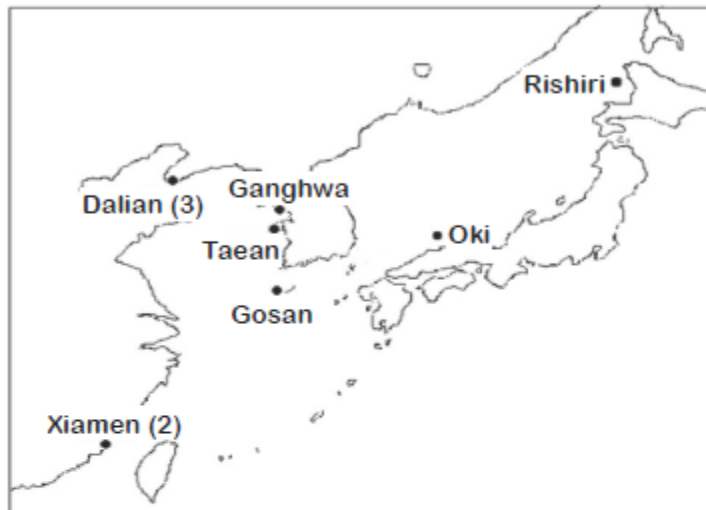 Rishiri
Ganghwa
Dalian (3)
Taean
Oki
Gosan
Xiamen (2)